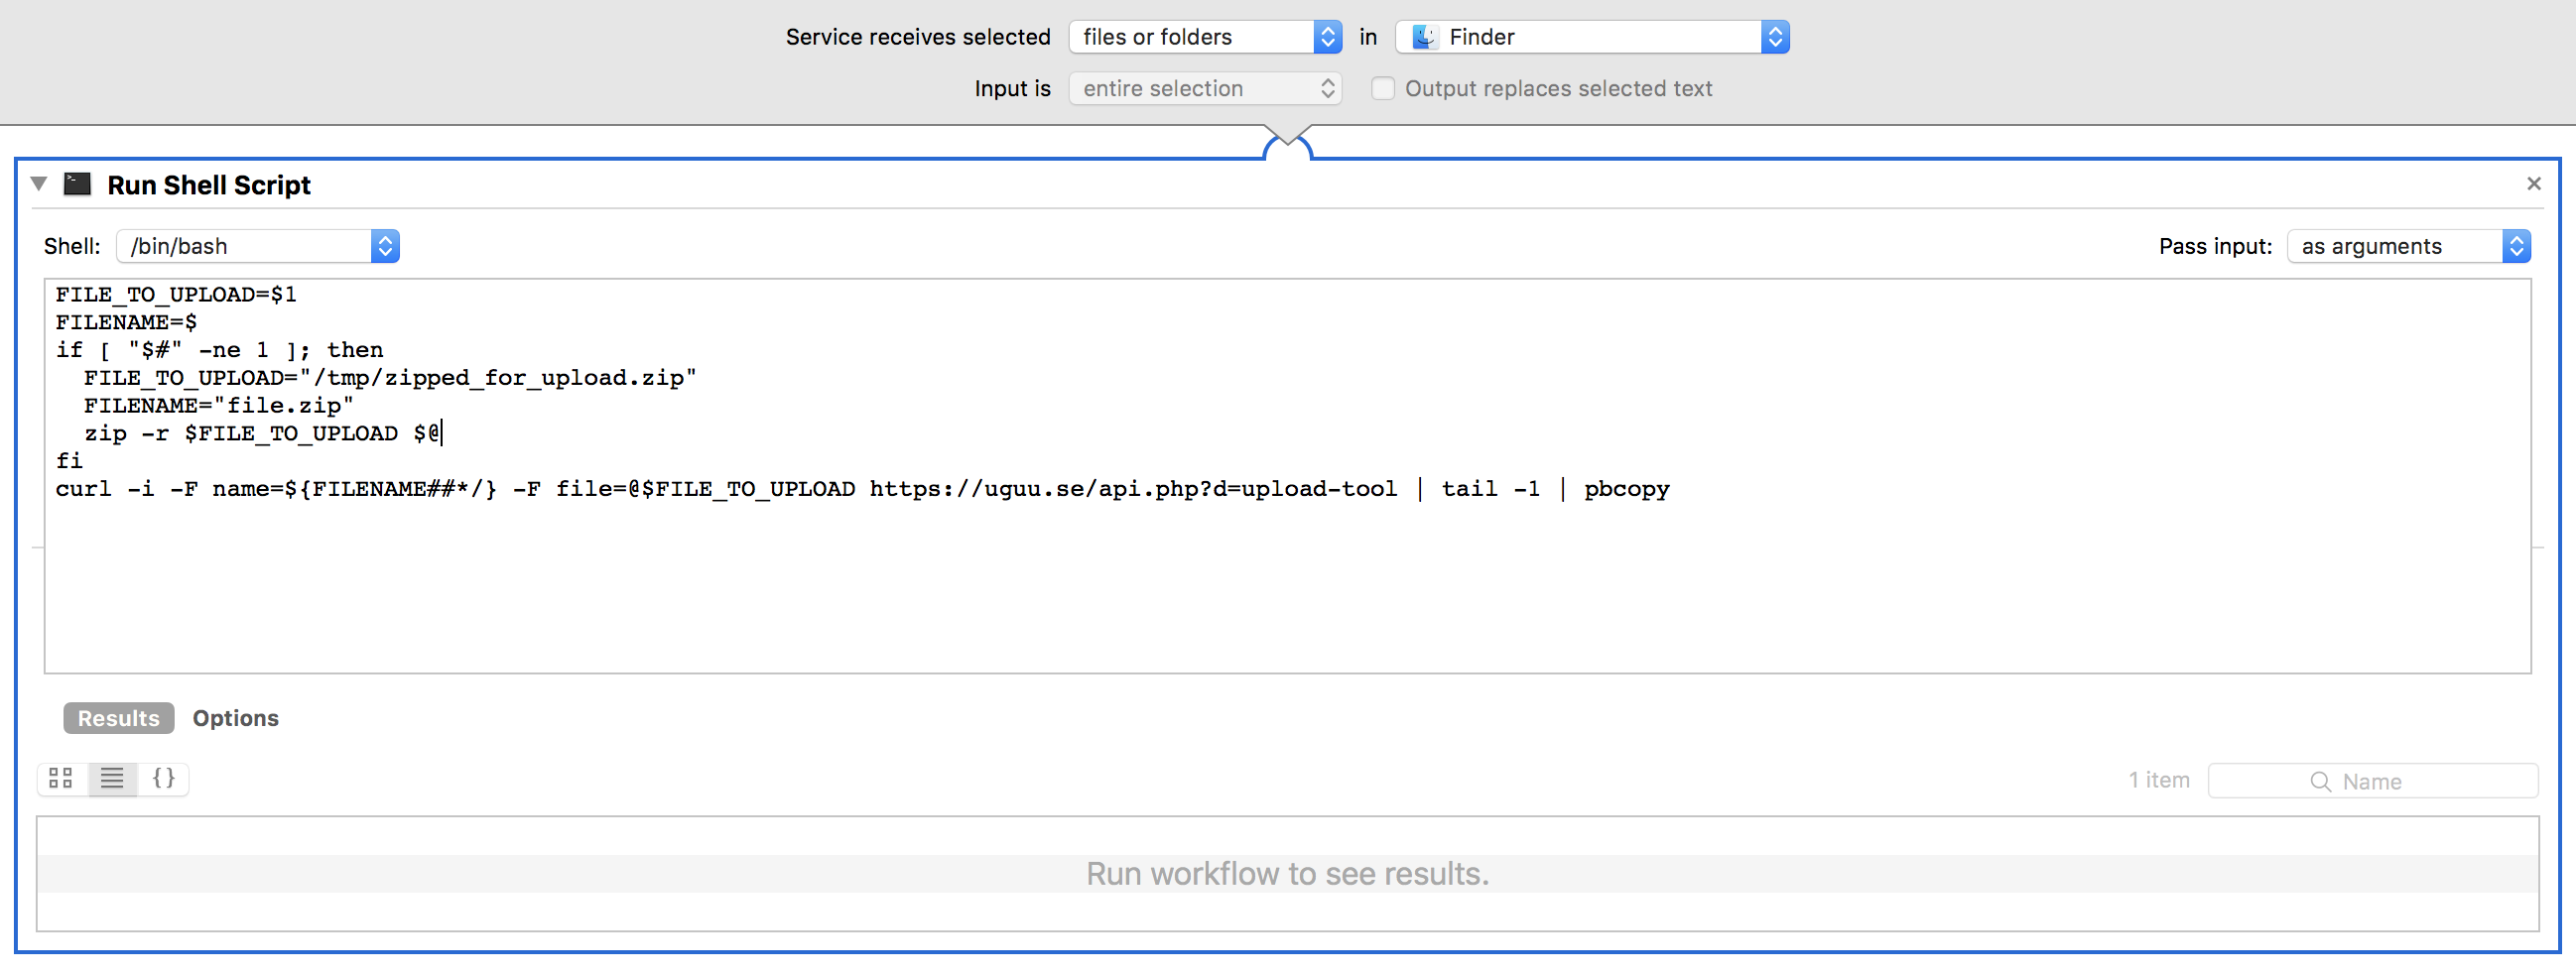 Service receives selected files or folders in Finder
Input is entire selection Output replaces selected text
Run Shell Script
Shell: /bin/bash Pass input: as arguments
FILE_TO_UPLOAD=$1
FILENAME=$
if [ "$#" -ne 1 ]; then
  FILE_TO_UPLOAD="/tmp/zipped_for_upload.zip"
  FILENAME="file.zip"
  zip -r $FILE_TO_UPLOAD $@
fi
curl -i -F name=${FILENAME##*/} -F file=@$FILE_TO_UPLOAD https://uguu.se/api.php?d=upload-tool | tail -1 | pbcopy
Results Options
{} 1 item Name
Run workflow to see results.